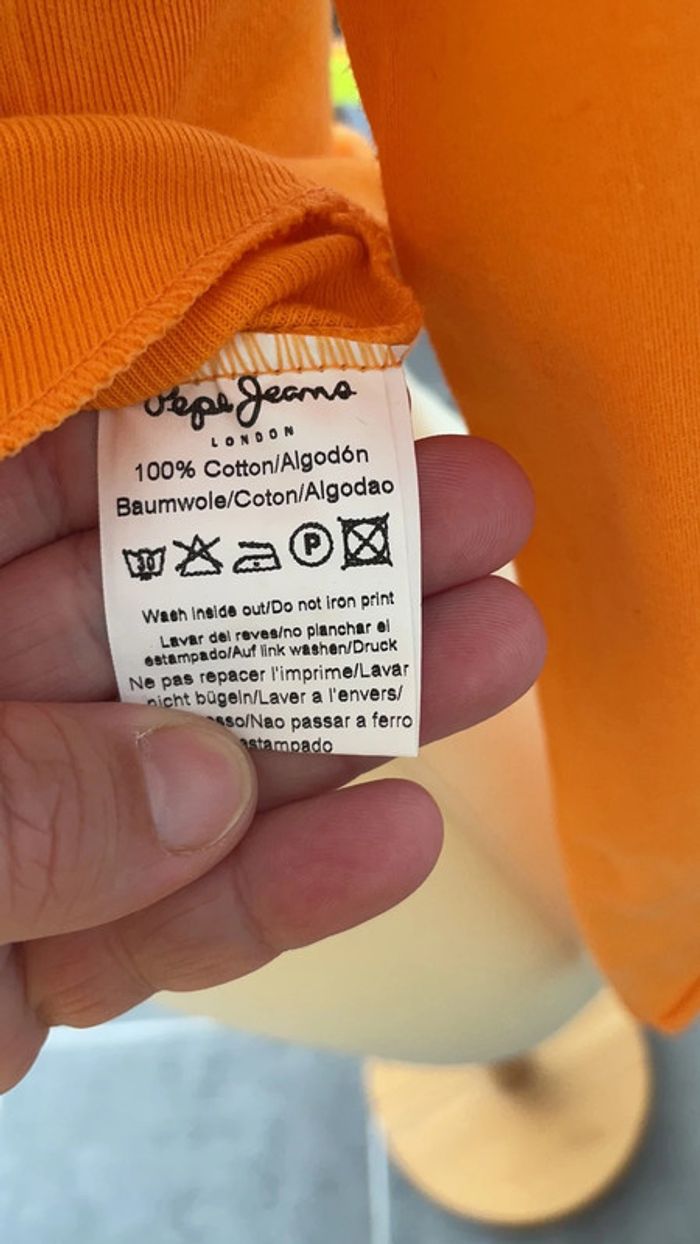 Pepe Jeans
LONDON
100% Cotton/Algodón
Baumwole/Coton/Algodao
30 P
Wash inside out/Do not iron print
Lavar del reves/no planchar el
estampado/Auf link washen/Druck
Ne pas repacer l'imprime/Lavar
nicht bügeln/Laver a l'envers/
passar a ferro
estampado